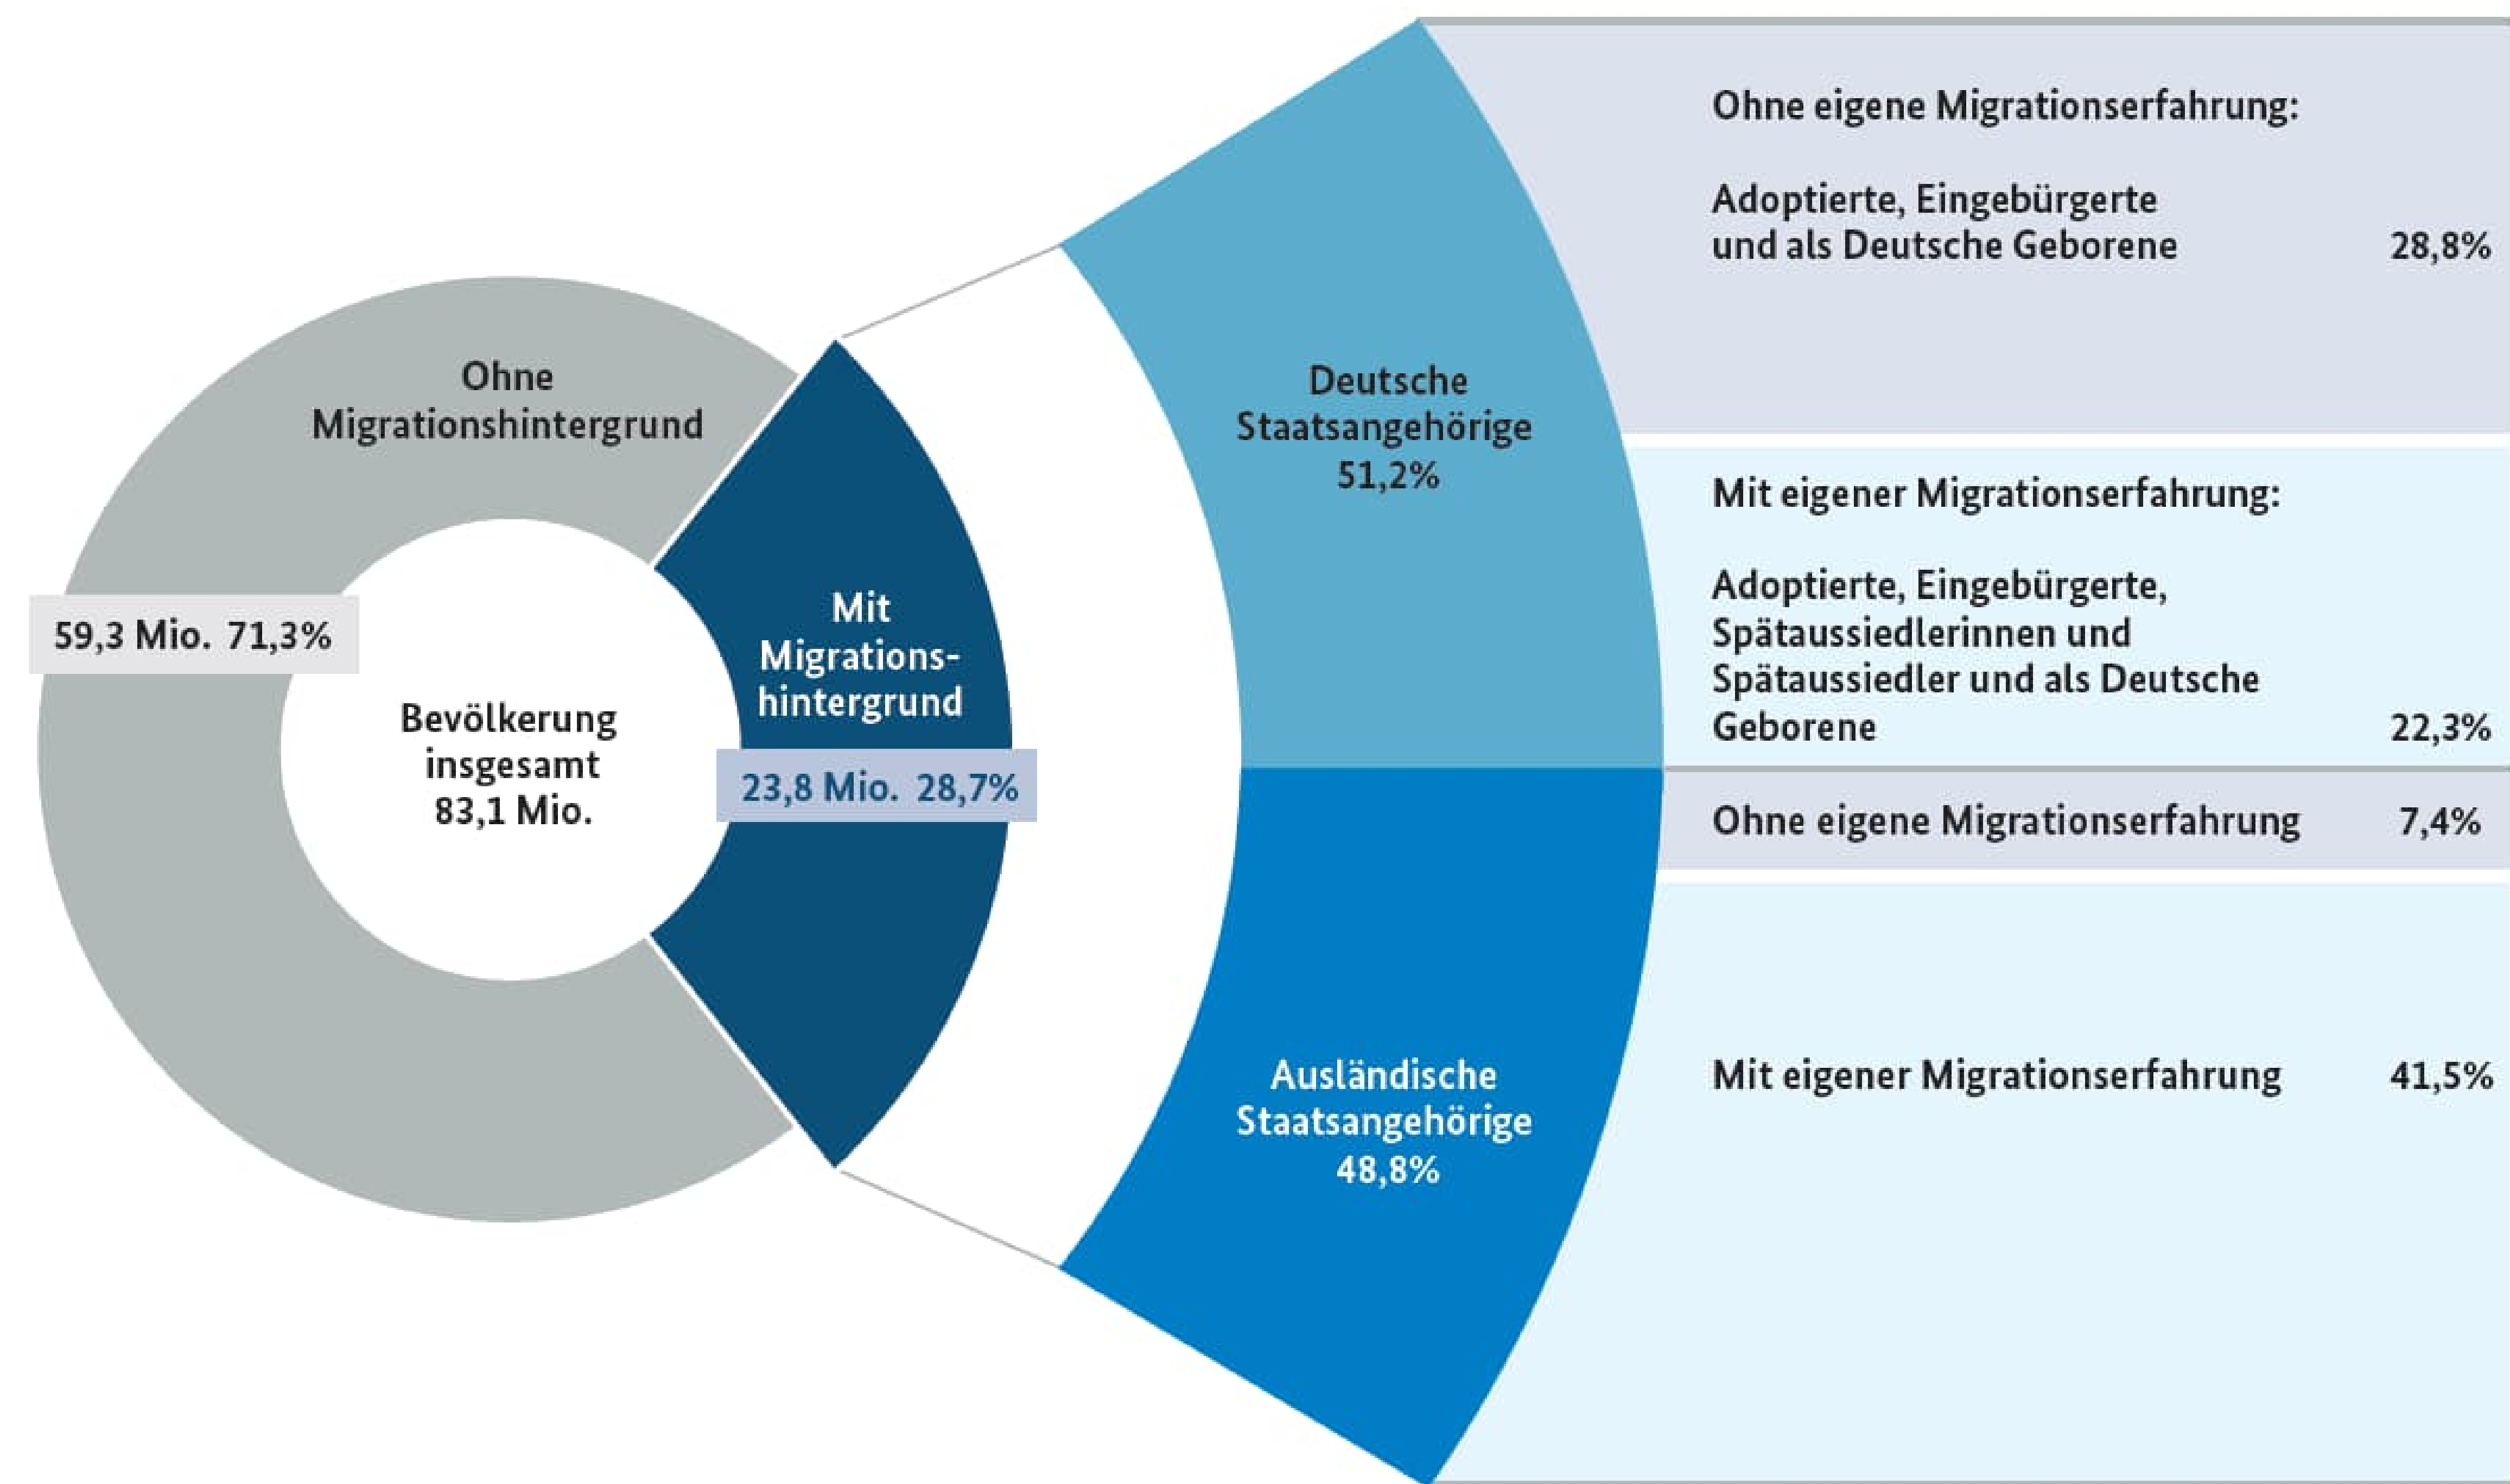 Ohne
Migrationshintergrund
59,3 Mio. 71,3%
Bevölkerung
insgesamt
83,1 Mio.
Mit
Migrations-
hintergrund
23,8 Mio. 28,7%
Deutsche
Staatsangehörige
51,2%
Ausländische
Staatsangehörige
48,8%
Ohne eigene Migrationserfahrung:
Adoptierte, Eingebürgerte
und als Deutsche Geborene 28,8%
Mit eigener Migrationserfahrung:
Adoptierte, Eingebürgerte,
Spätaussiedlerinnen und
Spätaussiedler und als Deutsche
Geborene 22,3%
Ohne eigene Migrationserfahrung 7,4%
Mit eigener Migrationserfahrung 41,5%